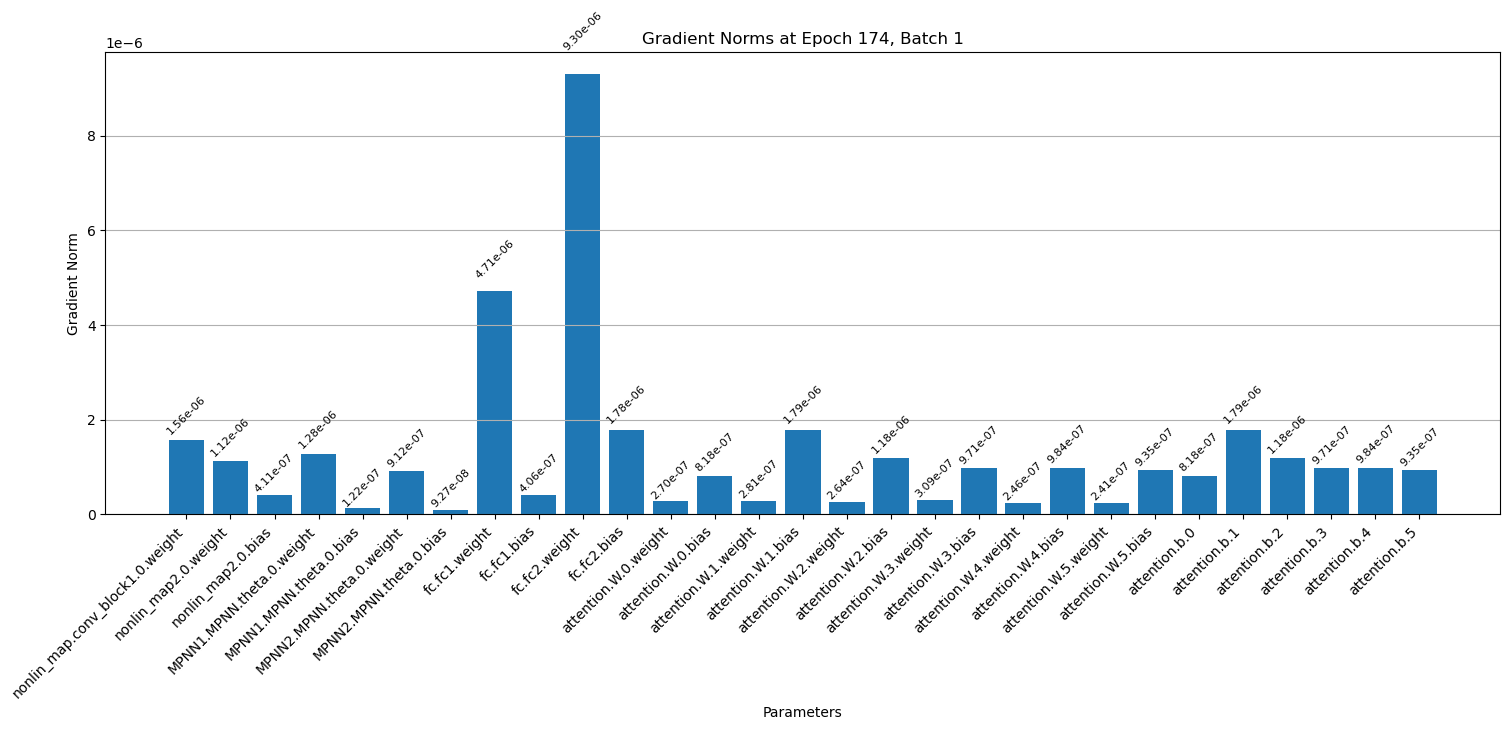 Gradient Norms at Epoch 174, Batch 1
1e−6
Gradient Norm
8
6
4
2
0
1.56e-06
1.12e-06
4.11e-07
1.28e-06
1.22e-07
9.12e-07
9.27e-08
4.71e-06
4.06e-07
9.30e-06
1.78e-06
2.70e-07
8.18e-07
2.81e-07
1.79e-06
2.64e-07
1.18e-06
3.09e-07
9.71e-07
2.46e-07
9.84e-07
2.41e-07
9.35e-07
8.18e-07
1.79e-06
1.18e-06
9.71e-07
9.84e-07
9.35e-07
nonlin_map.conv_block1.0.weight
nonlin_map2.0.weight
nonlin_map2.0.bias
MPNN1.MPNN.theta.0.weight
MPNN1.MPNN.theta.0.bias
MPNN2.MPNN.theta.0.weight
MPNN2.MPNN.theta.0.bias
fc.fc1.weight
fc.fc1.bias
fc.fc2.weight
fc.fc2.bias
attention.W.0.weight
attention.W.0.bias
attention.W.1.weight
attention.W.1.bias
attention.W.2.weight
attention.W.2.bias
attention.W.3.weight
attention.W.3.bias
attention.W.4.weight
attention.W.4.bias
attention.W.5.weight
attention.W.5.bias
attention.b.0
attention.b.1
attention.b.2
attention.b.3
attention.b.4
attention.b.5
Parameters